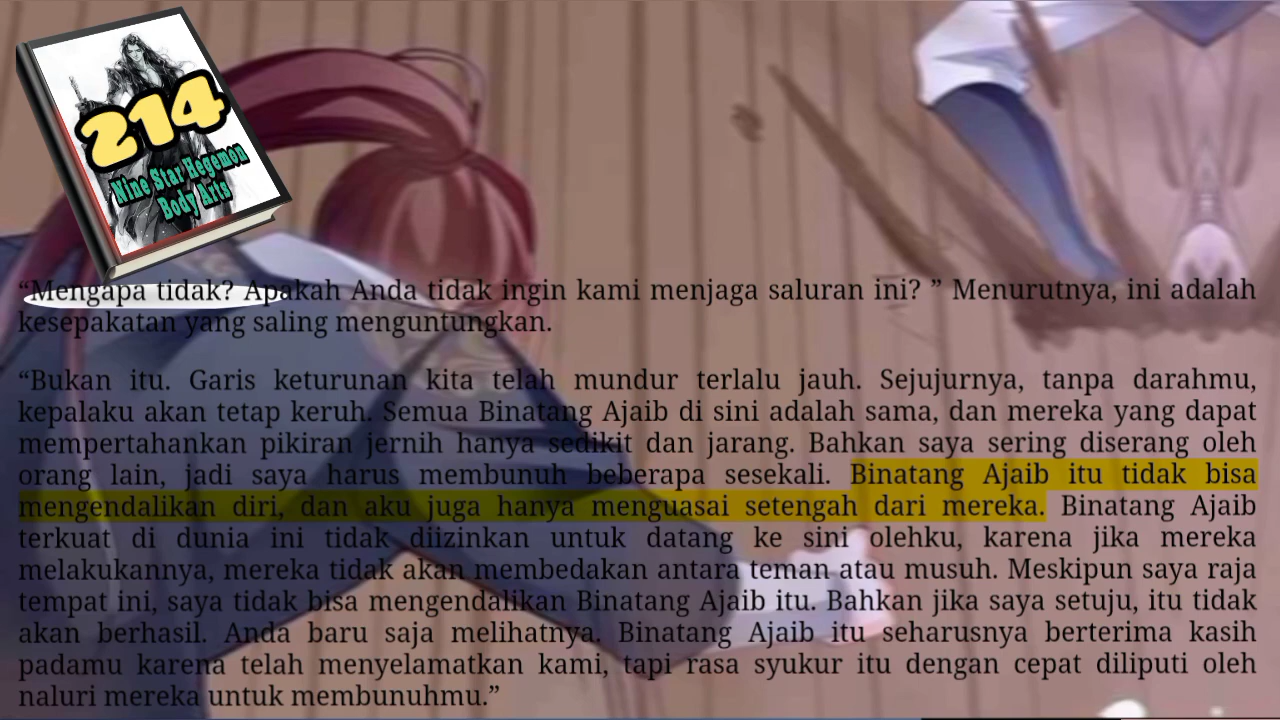 214
Nine Star Hegemon
Body Arts
“Mengapa tidak? Apakah Anda tidak ingin kami menjaga saluran ini? ” Menurutnya, ini adalah
kesepakatan yang saling menguntungkan.
“Bukan itu. Garis keturunan kita telah mundur terlalu jauh. Sejujurnya, tanpa darahmu,
kepalaku akan tetap keruh. Semua Binatang Ajaib di sini adalah sama, dan mereka yang dapat
mempertahankan pikiran jernih hanya sedikit dan jarang. Bahkan saya sering diserang oleh
orang lain, jadi saya harus membunuh beberapa sesekali. Binatang Ajaib itu tidak bisa
mengendalikan diri, dan aku juga hanya menguasai setengah dari mereka. Binatang Ajaib
terkuat di dunia ini tidak diizinkan untuk datang ke sini olehku, karena jika mereka
melakukannya, mereka tidak akan membedakan antara teman atau musuh. Meskipun saya raja
tempat ini, saya tidak bisa mengendalikan Binatang Ajaib itu. Bahkan jika saya setuju, itu tidak
akan berhasil. Anda baru saja melihatnya. Binatang Ajaib itu seharusnya berterima kasih
padamu karena telah menyelamatkan kami, tapi rasa syukur itu dengan cepat diliputi oleh
naluri mereka untuk membunuhmu.”